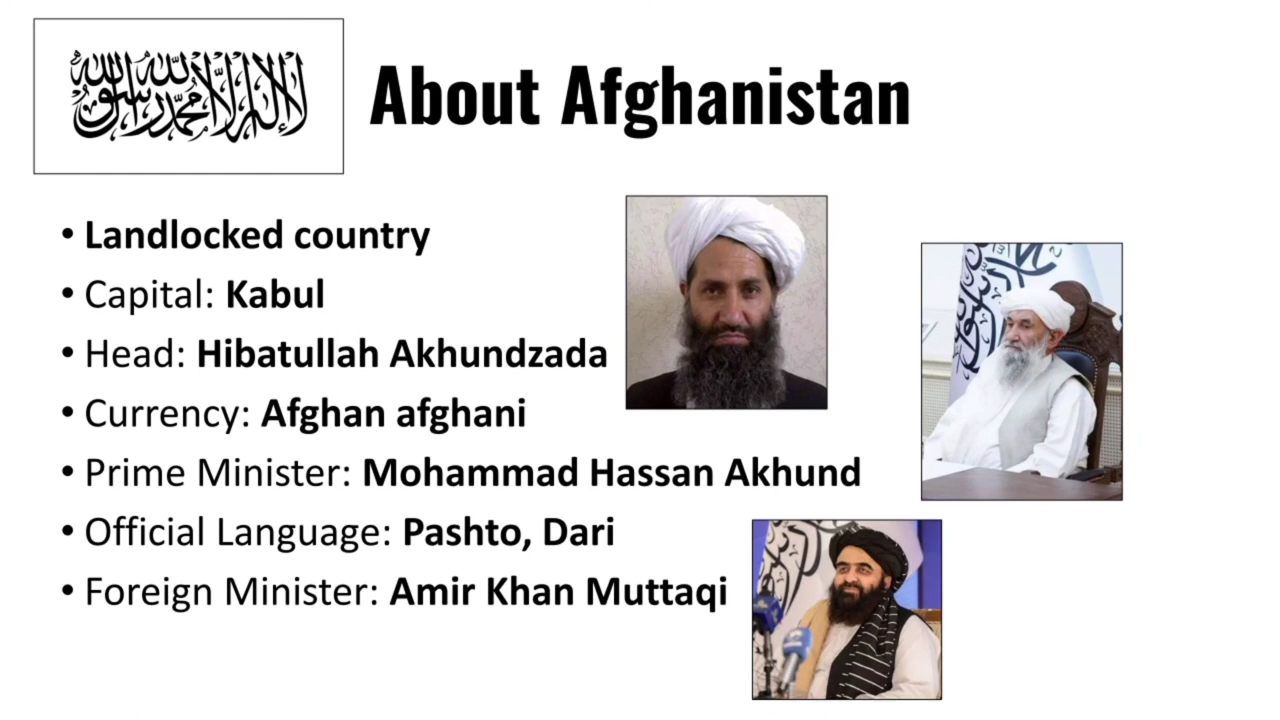 لا إله إلا الله محمد رسول الله
About Afghanistan
• Landlocked country
• Capital: Kabul
• Head: Hibatullah Akhundzada
• Currency: Afghan afghani
• Prime Minister: Mohammad Hassan Akhund
• Official Language: Pashto, Dari
• Foreign Minister: Amir Khan Muttaqi